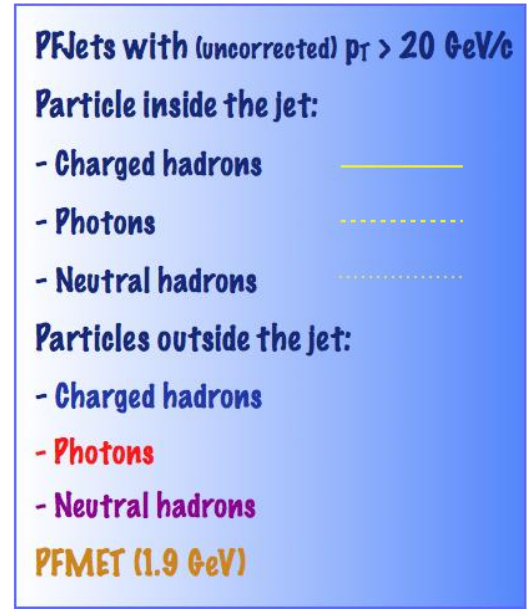 PFJets with (uncorrected) pT > 20 GeV/c
Particle inside the jet:
- Charged hadrons
- Photons
- Neutral hadrons
Particles outside the jet:
- Charged hadrons
- Photons
- Neutral hadrons
PFMET (1.9 GeV)